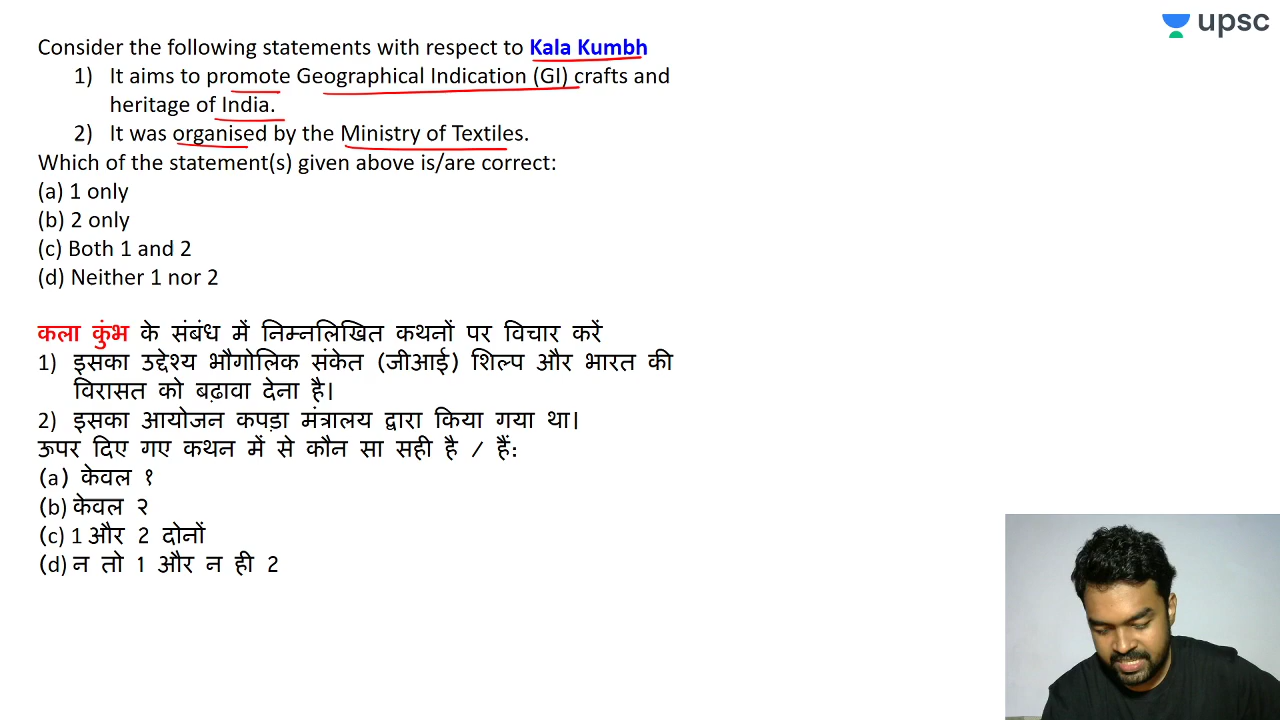 upsc
Consider the following statements with respect to Kala Kumbh
1) It aims to promote Geographical Indication (GI) crafts and
heritage of India.
2) It was organised by the Ministry of Textiles.
Which of the statement(s) given above is/are correct:
(a) 1 only
(b) 2 only
(c) Both 1 and 2
(d) Neither 1 nor 2
कला कुंभ के संबंध में निम्नलिखित कथनों पर विचार करें
1) इसका उद्देश्य भौगोलिक संकेत (जीआई) शिल्प और भारत की
विरासत को बढ़ावा देना है।
2) इसका आयोजन कपड़ा मंत्रालय द्वारा किया गया था।
ऊपर दिए गए कथन में से कौन सा सही है / हैं:
(a) केवल १
(b) केवल २
(c) 1 और 2 दोनों
(d) न तो 1 और न ही 2